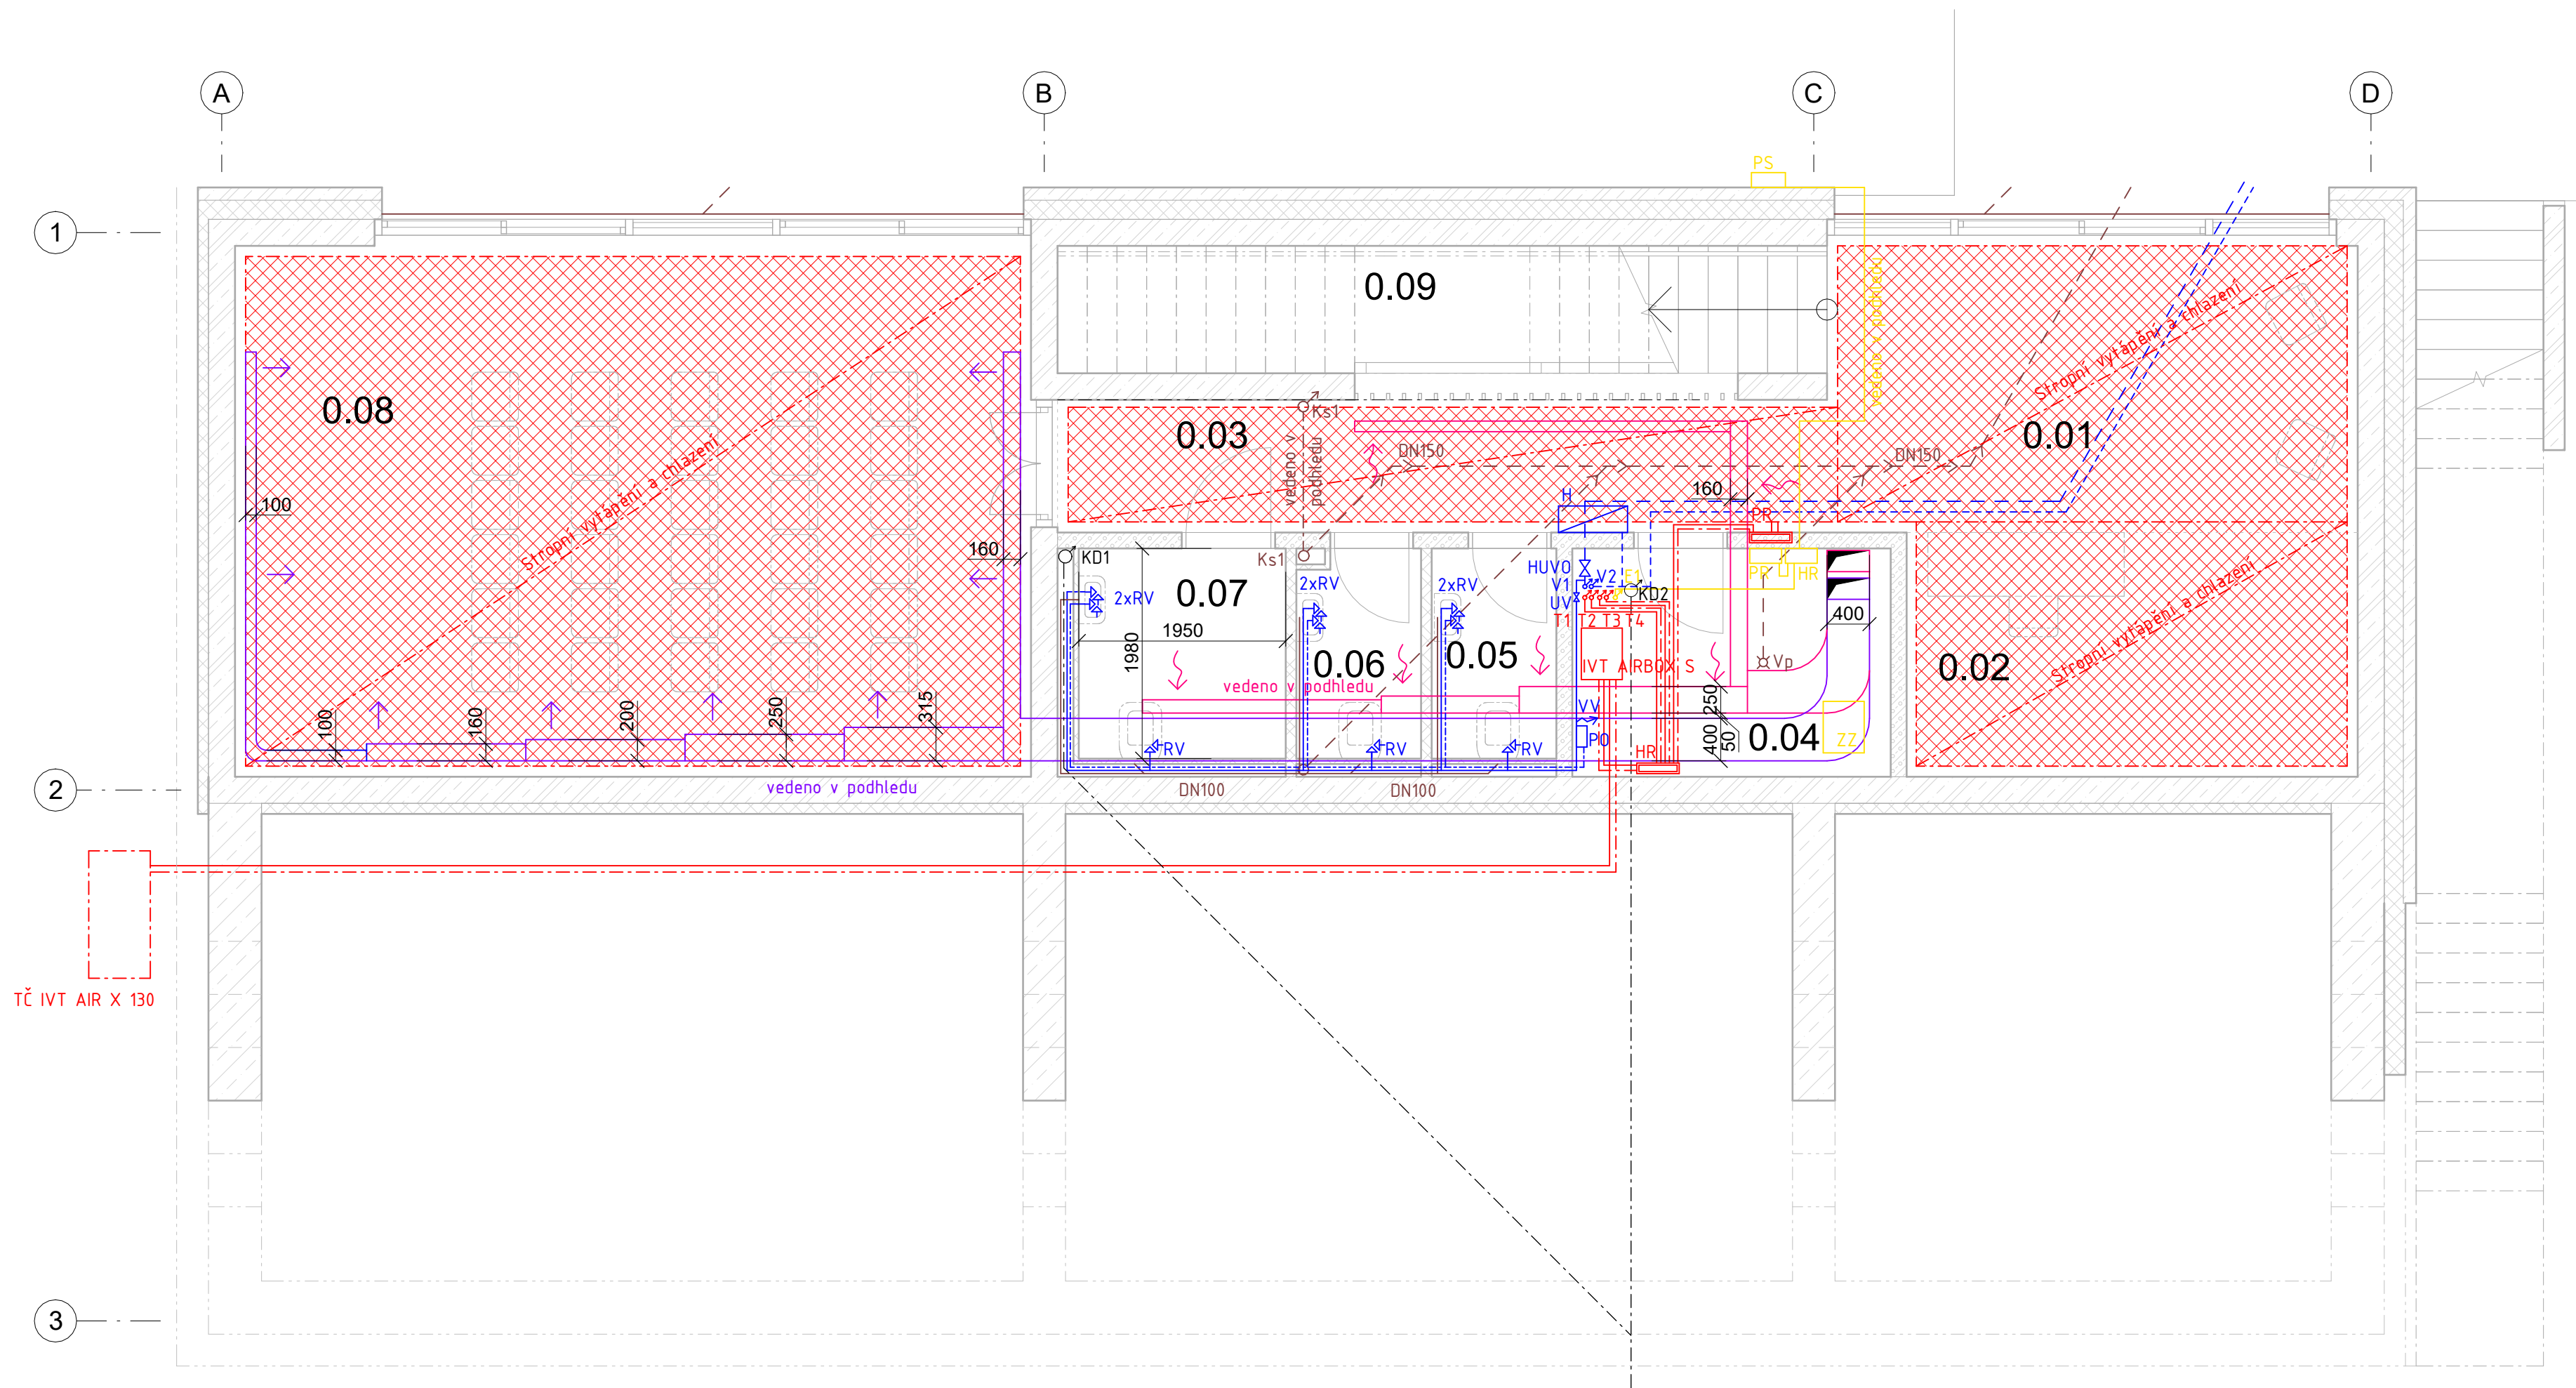 A
B
C
D
PS
1
0.09
vedeno v podhledu
Stropní vytápění a chlazení
0.08
Ks1
0.03
0.01
vedeno v
podhledu
DN150
DN150
Stropní vytápění a chlazení
100
160
H
PR
160
KD1
Ks1
HUVO
V1
V2
E1
PR
HR
2xRV
0.07
2xRV
2xRV
UV
KD2
400
T1 T2 T3 T4
1950
1980
0.06
0.05
IVT AIRBOX S
Vp
0.02
Stropní vytápění a chlazení
vedeno v podhledu
100
160
200
250
315
250
VV
PO
RV
RV
RV
HR
400
50
0.04
ZZ
2
vedeno v podhledu
DN100
DN100
TČ IVT AIR X 130
3